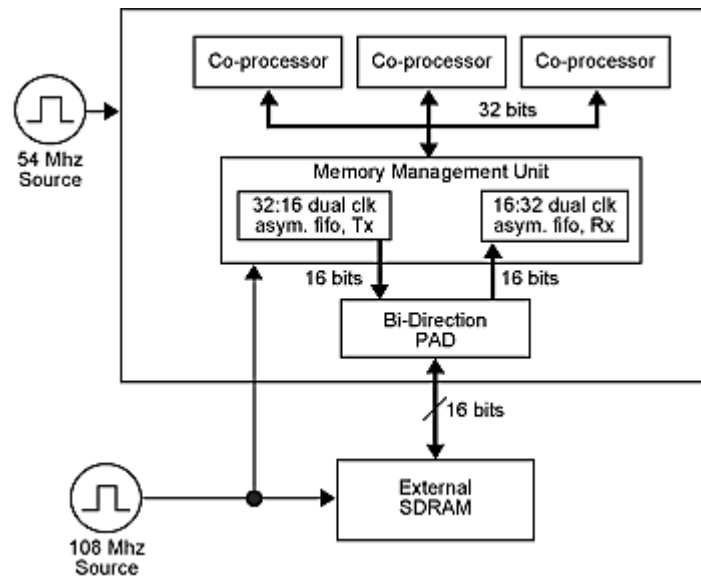 Co-processor
Co-processor
Co-processor
32 bits
54 Mhz
Source
Memory Management Unit
32:16 dual clk
asym. fifo, Tx
16:32 dual clk
asym. fifo, Rx
16 bits
16 bits
Bi-Direction
PAD
16 bits
External
SDRAM
108 Mhz
Source